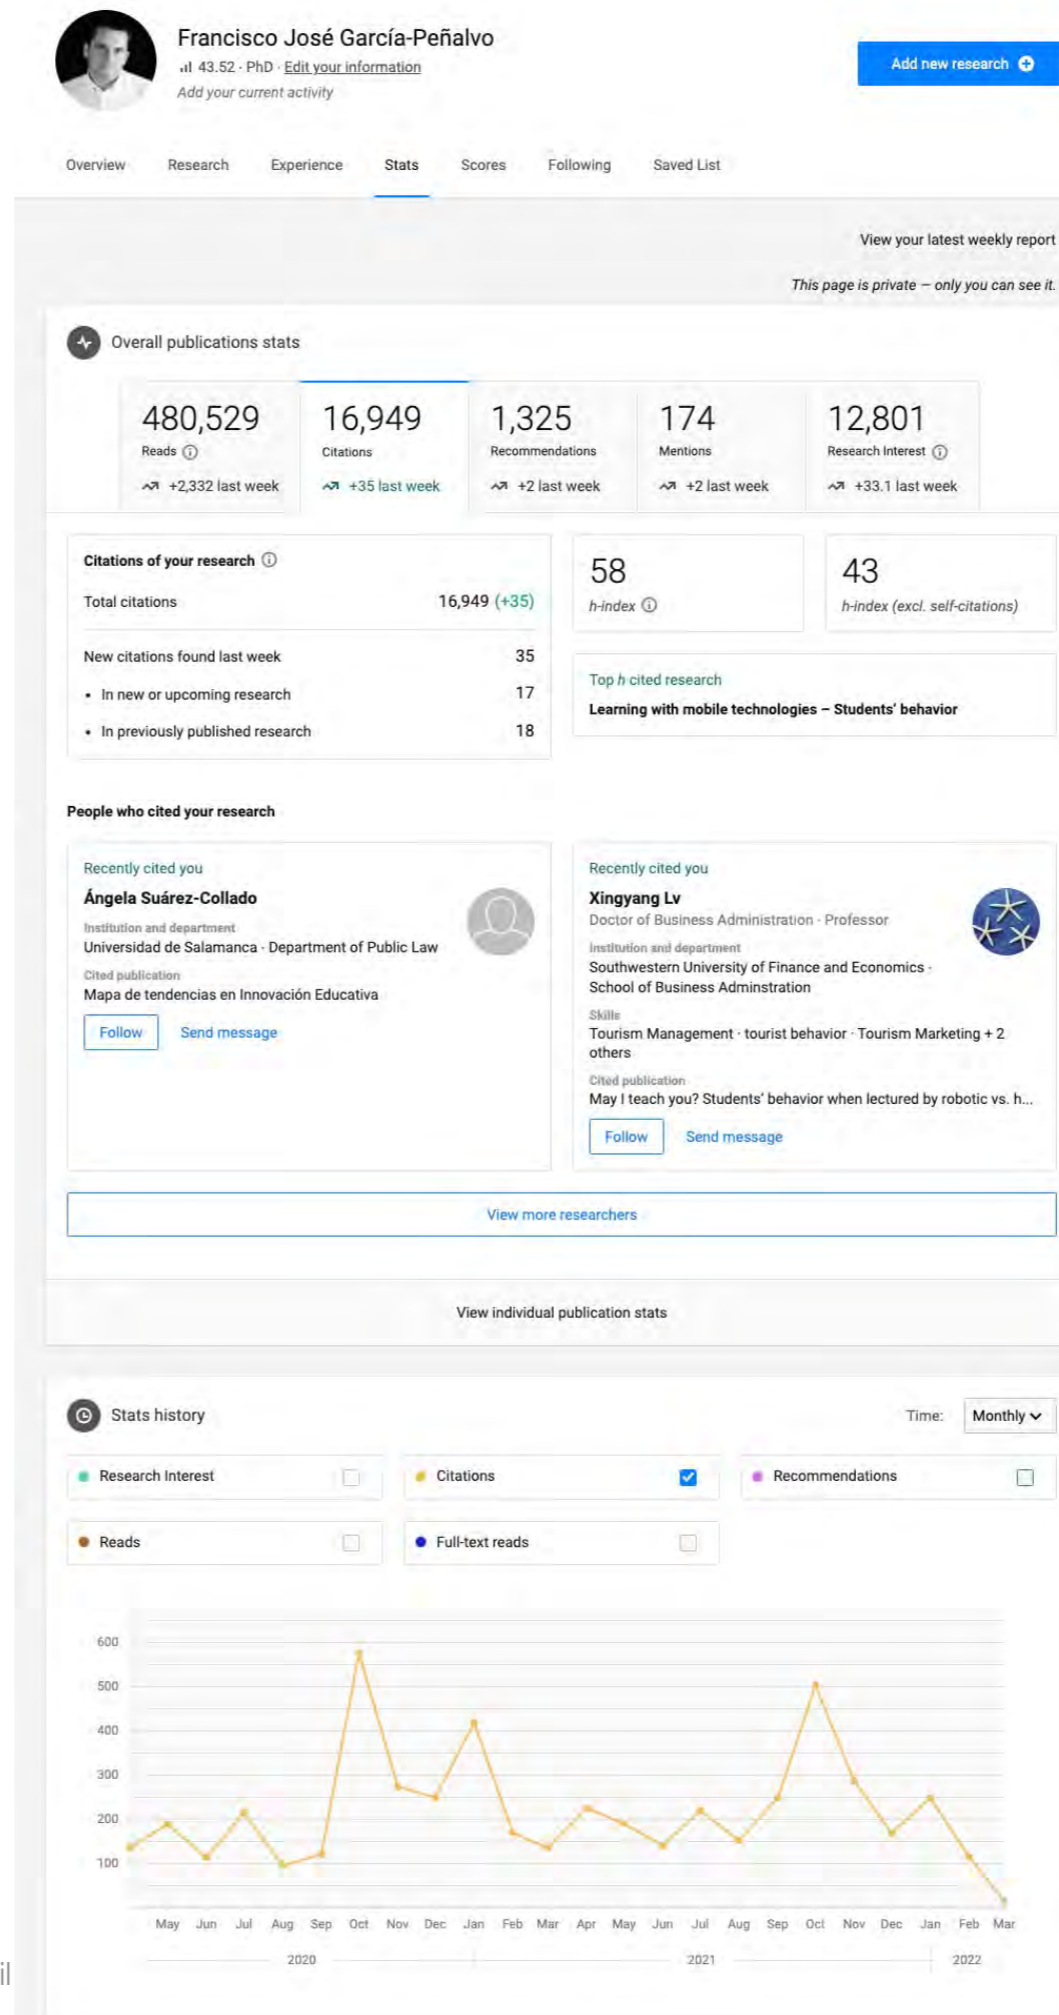 Francisco José García-Peñalvo
43.52 · PhD · Edit your information
Add your current activity
Add new research
Overview Research Experience Stats Scores Following Saved List
View your latest weekly report
This page is private — only you can see it.
Overall publications stats
480,529 16,949 1,325 174 12,801
Reads Citations Recommendations Mentions Research Interest
+2,332 last week +35 last week +2 last week +2 last week +33.1 last week
Citations of your research
Total citations 16,949 (+35)
New citations found last week 35
• In new or upcoming research 17
• In previously published research 18
58
h-index
43
h-index (excl. self-citations)
Top h cited research
Learning with mobile technologies – Students' behavior
People who cited your research
Recently cited you
Ángela Suárez-Collado
Institution and department
Universidad de Salamanca · Department of Public Law
Cited publication
Mapa de tendencias en Innovación Educativa
Follow Send message
Recently cited you
Xingyang Lv
Doctor of Business Administration · Professor
Institution and department
Southwestern University of Finance and Economics ·
School of Business Adminstration
Skills
Tourism Management · tourist behavior · Tourism Marketing + 2
others
Cited publication
May I teach you? Students' behavior when lectured by robotic vs. h...
Follow Send message
View more researchers
View individual publication stats
Stats history
Time: Monthly
Research Interest Citations Recommendations
Reads Full-text reads
600
500
400
300
200
100
May Jun Jul Aug Sep Oct Nov Dec Jan Feb Mar Apr May Jun Jul Aug Sep Oct Nov Dec Jan Feb Mar
2020 2021 2022
il